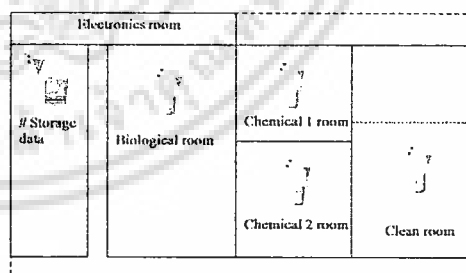 Electronics room
# Storage
data
Biological room
Chemical 1 room
Chemical 2 room
Clean room